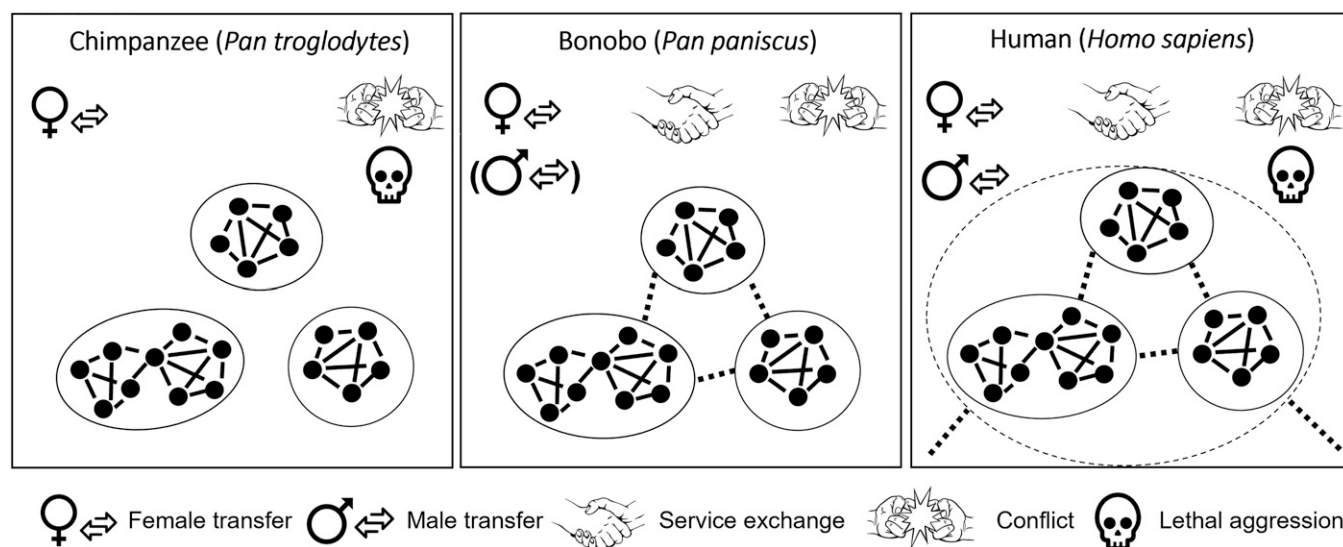 Chimpanzee (Pan troglodytes)
Bonobo (Pan paniscus)
Human (Homo sapiens)
Female transfer
Male transfer
Service exchange
Conflict
Lethal aggression